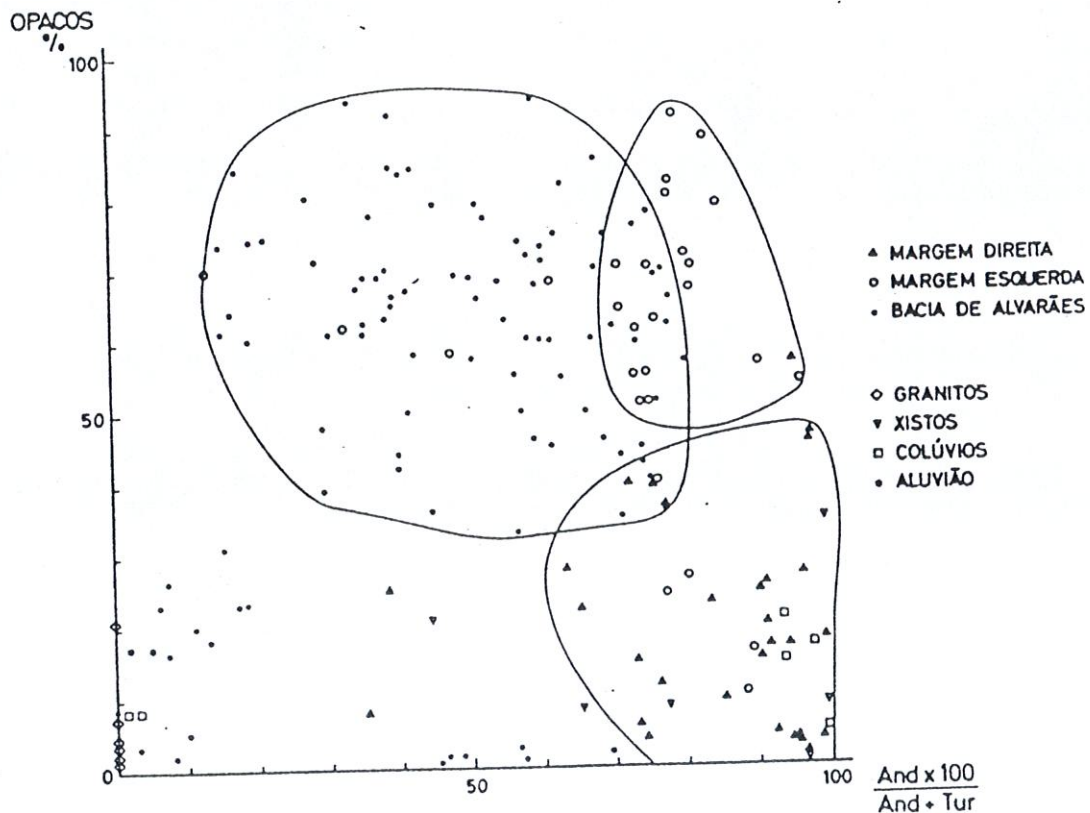 OPACOS
%
100
50
0
50
100
And x 100
And + Tur
MARGEM DIREITA
MARGEM ESQUERDA
BACIA DE ALVARÃES
GRANITOS
XISTOS
COLÚVIOS
ALUVIÃO